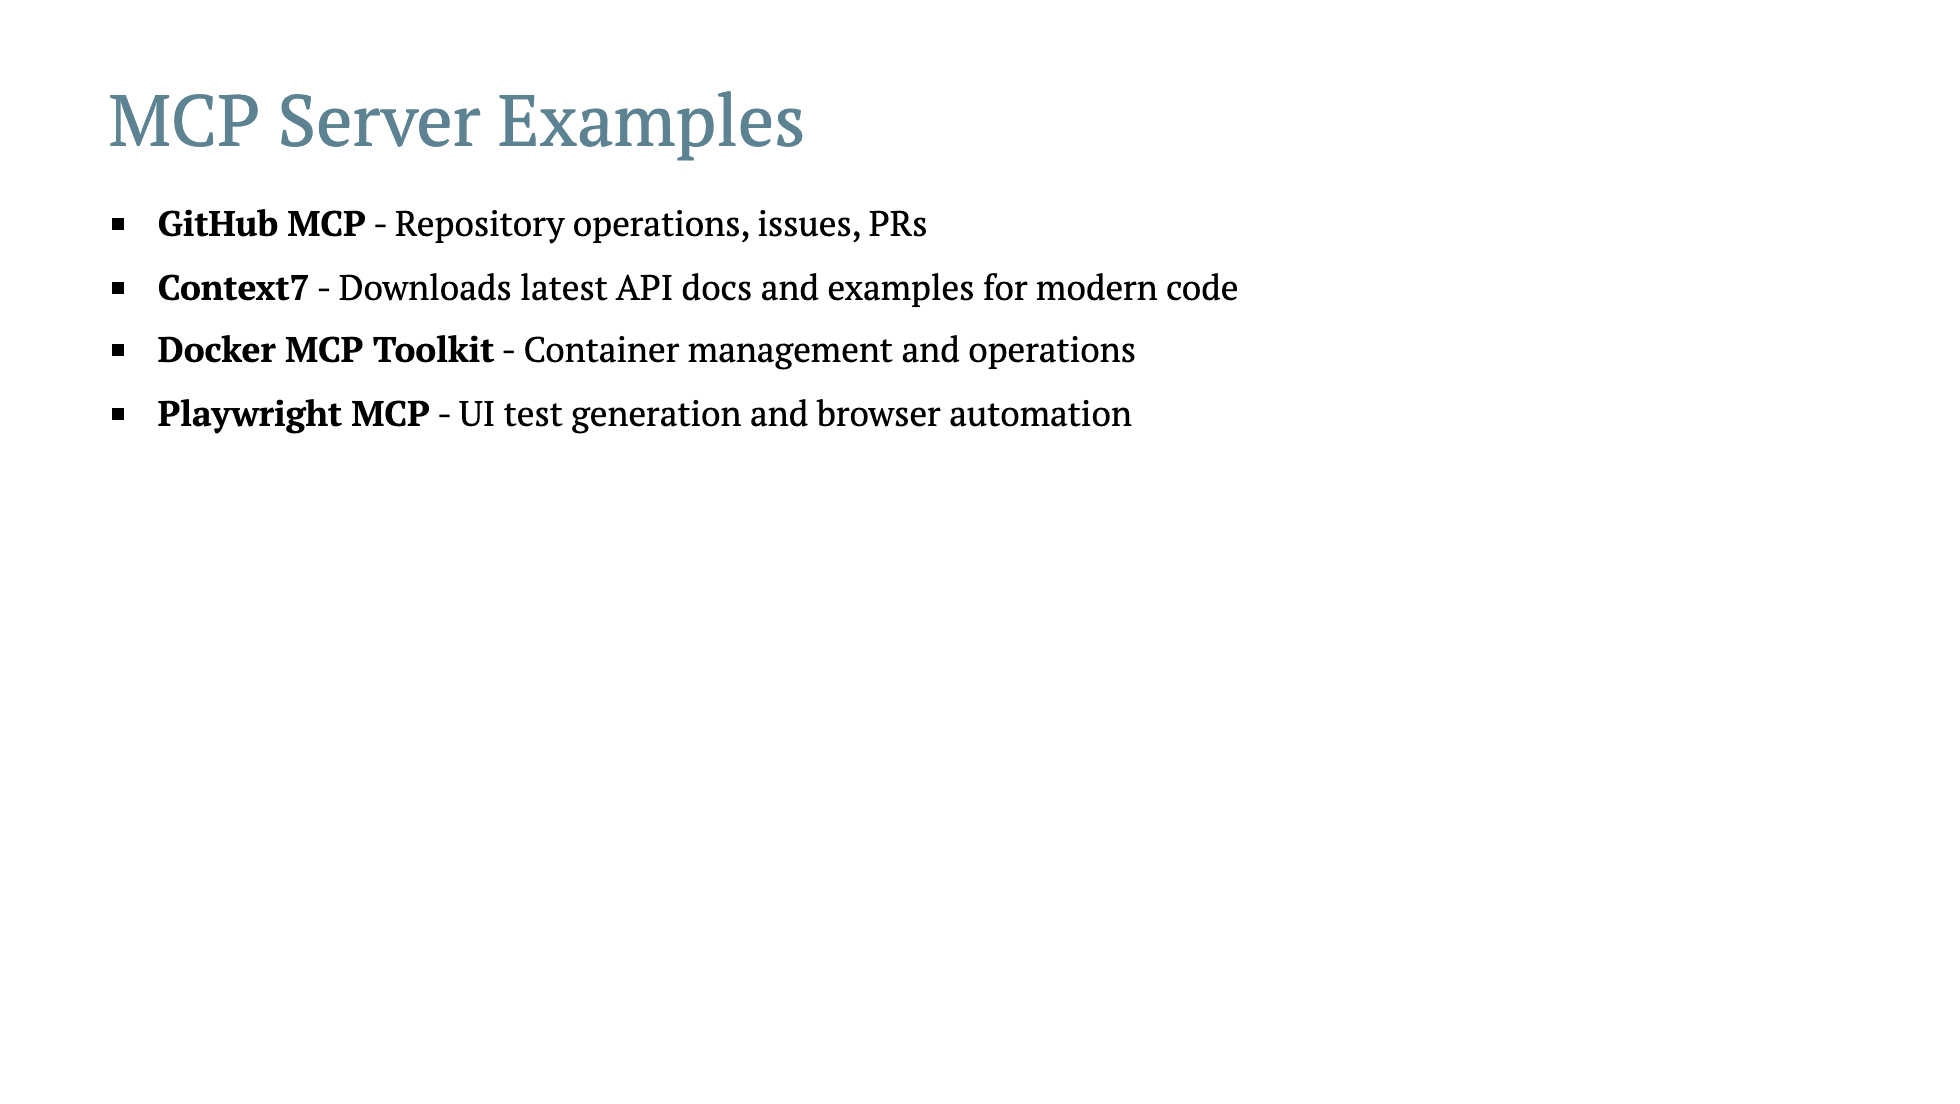 MCP Server Examples
▪ GitHub MCP - Repository operations, issues, PRs
▪ Context7 - Downloads latest API docs and examples for modern code
▪ Docker MCP Toolkit - Container management and operations
▪ Playwright MCP - UI test generation and browser automation